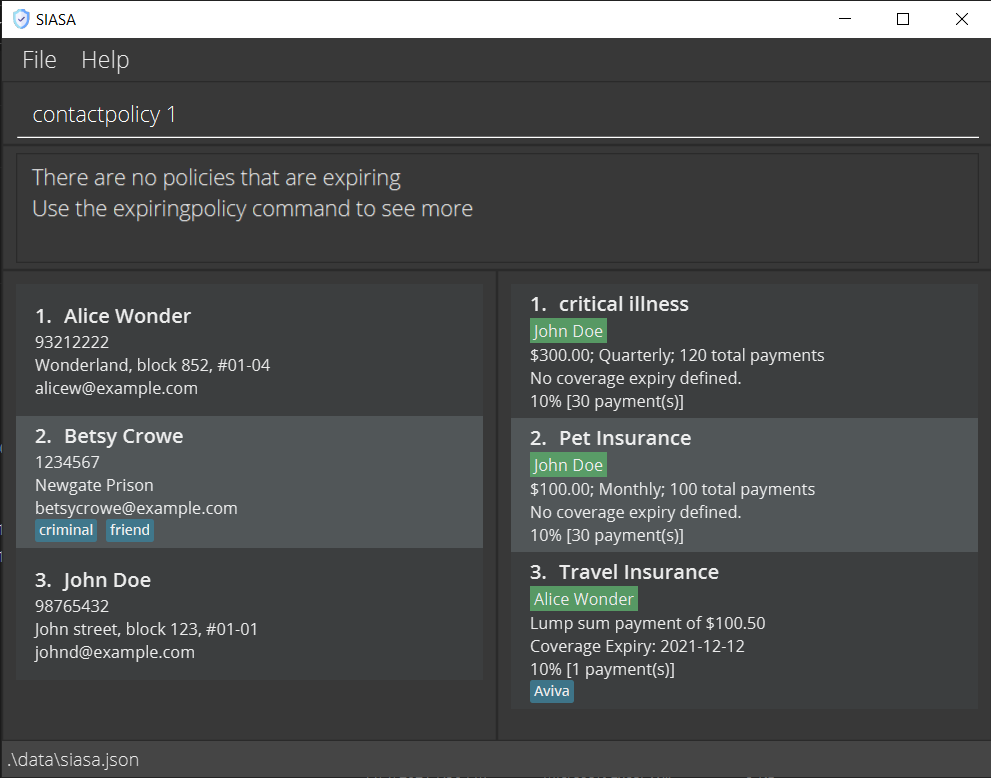 SIASA
File Help
contactpolicy 1
There are no policies that are expiring
Use the expiringpolicy command to see more
1. Alice Wonder
93212222
Wonderland, block 852, #01-04
alicew@example.com
2. Betsy Crowe
1234567
Newgate Prison
betsycrowe@example.com
criminal friend
3. John Doe
98765432
John street, block 123, #01-01
johnd@example.com
1. critical illness
John Doe
$300.00; Quarterly; 120 total payments
No coverage expiry defined.
10% [30 payment(s)]
2. Pet Insurance
John Doe
$100.00; Monthly; 100 total payments
No coverage expiry defined.
10% [30 payment(s)]
3. Travel Insurance
Alice Wonder
Lump sum payment of $100.50
Coverage Expiry: 2021-12-12
10% [1 payment(s)]
Aviva
.\data\siasa.json